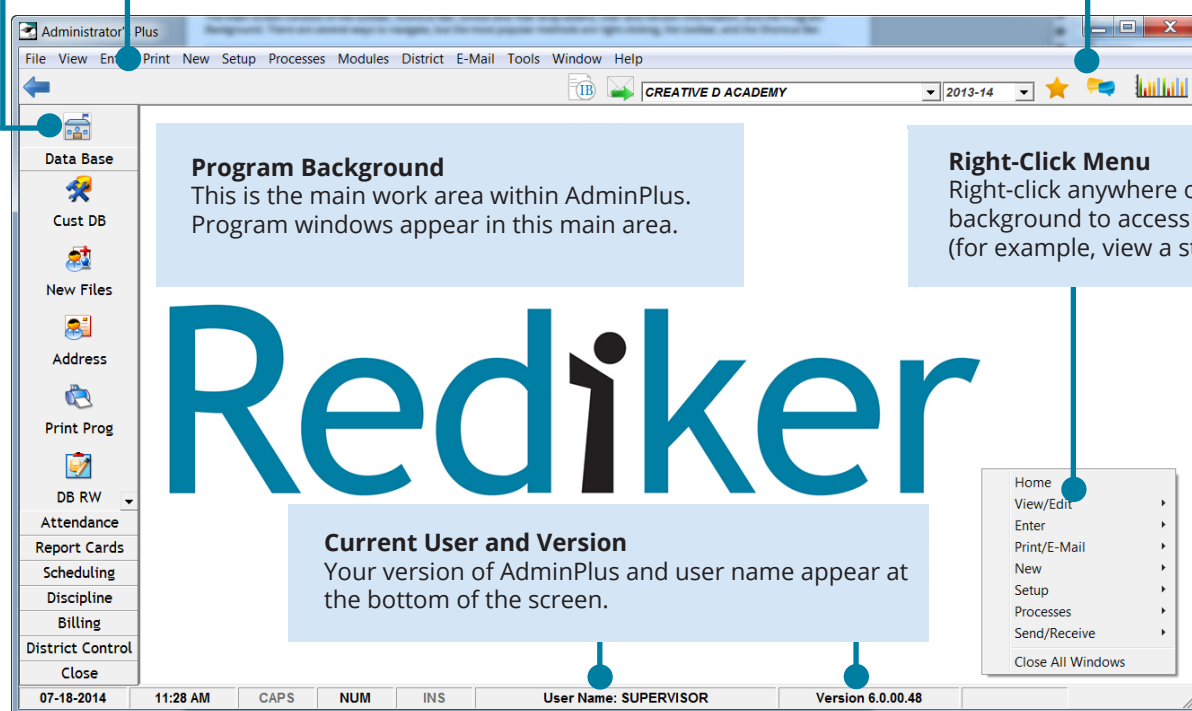 Administrator's Plus
File View Enter Print New Setup Processes Modules District E-Mail Tools Window Help
IB CREATIVE D ACADEMY 2013-14
Data Base
Cust DB
New Files
Address
Print Prog
DB RW
Attendance
Report Cards
Scheduling
Discipline
Billing
District Control
Close
Program Background
This is the main work area within AdminPlus.
Program windows appear in this main area.
Right-Click Menu
Right-click anywhere
background to access
(for example, view a
Rediker
Current User and Version
Your version of AdminPlus and user name appear at
the bottom of the screen.
Home
View/Edit
Enter
Print/E-Mail
New
Setup
Processes
Send/Receive
Close All Windows
07-18-2014 11:28 AM CAPS NUM INS User Name: SUPERVISOR Version 6.0.00.48